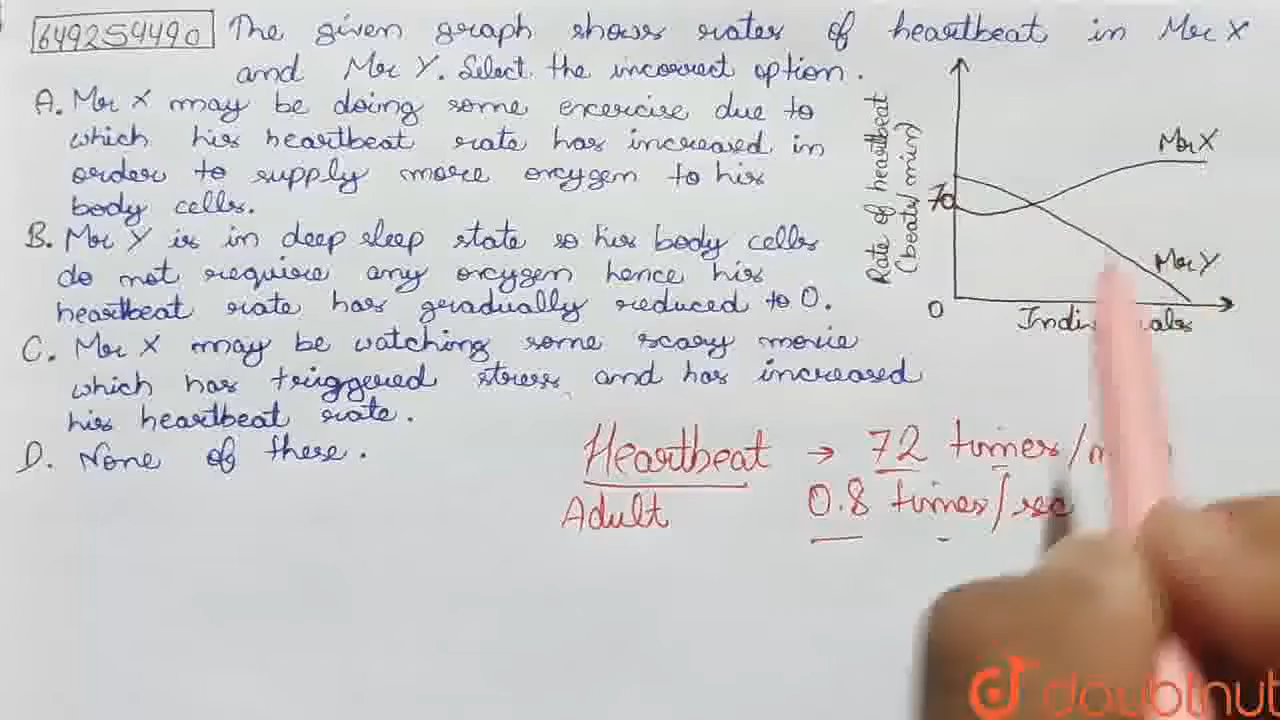 649259490 The given graph shows rates of heartbeat in Mr X
and Mr Y. Select the incorrect option.
A. Mr X may be doing some exercise due to
which his heartbeat rate has increased in
order to supply more oxygen to his
body cells.
B. Mr Y is in deep sleep state so his body cells
do not require any oxygen hence his
heartbeat rate has gradually reduced to 0.
C. Mr X may be watching some scary movie
which has triggered stress and has increased
his heartbeat rate.
D. None of these.
Rate of heartbeat
(beats/min)
70
0
Mr X
Mr Y
Heartbeat → 72 times/
Adult 0.8 times/sec
doubtnut